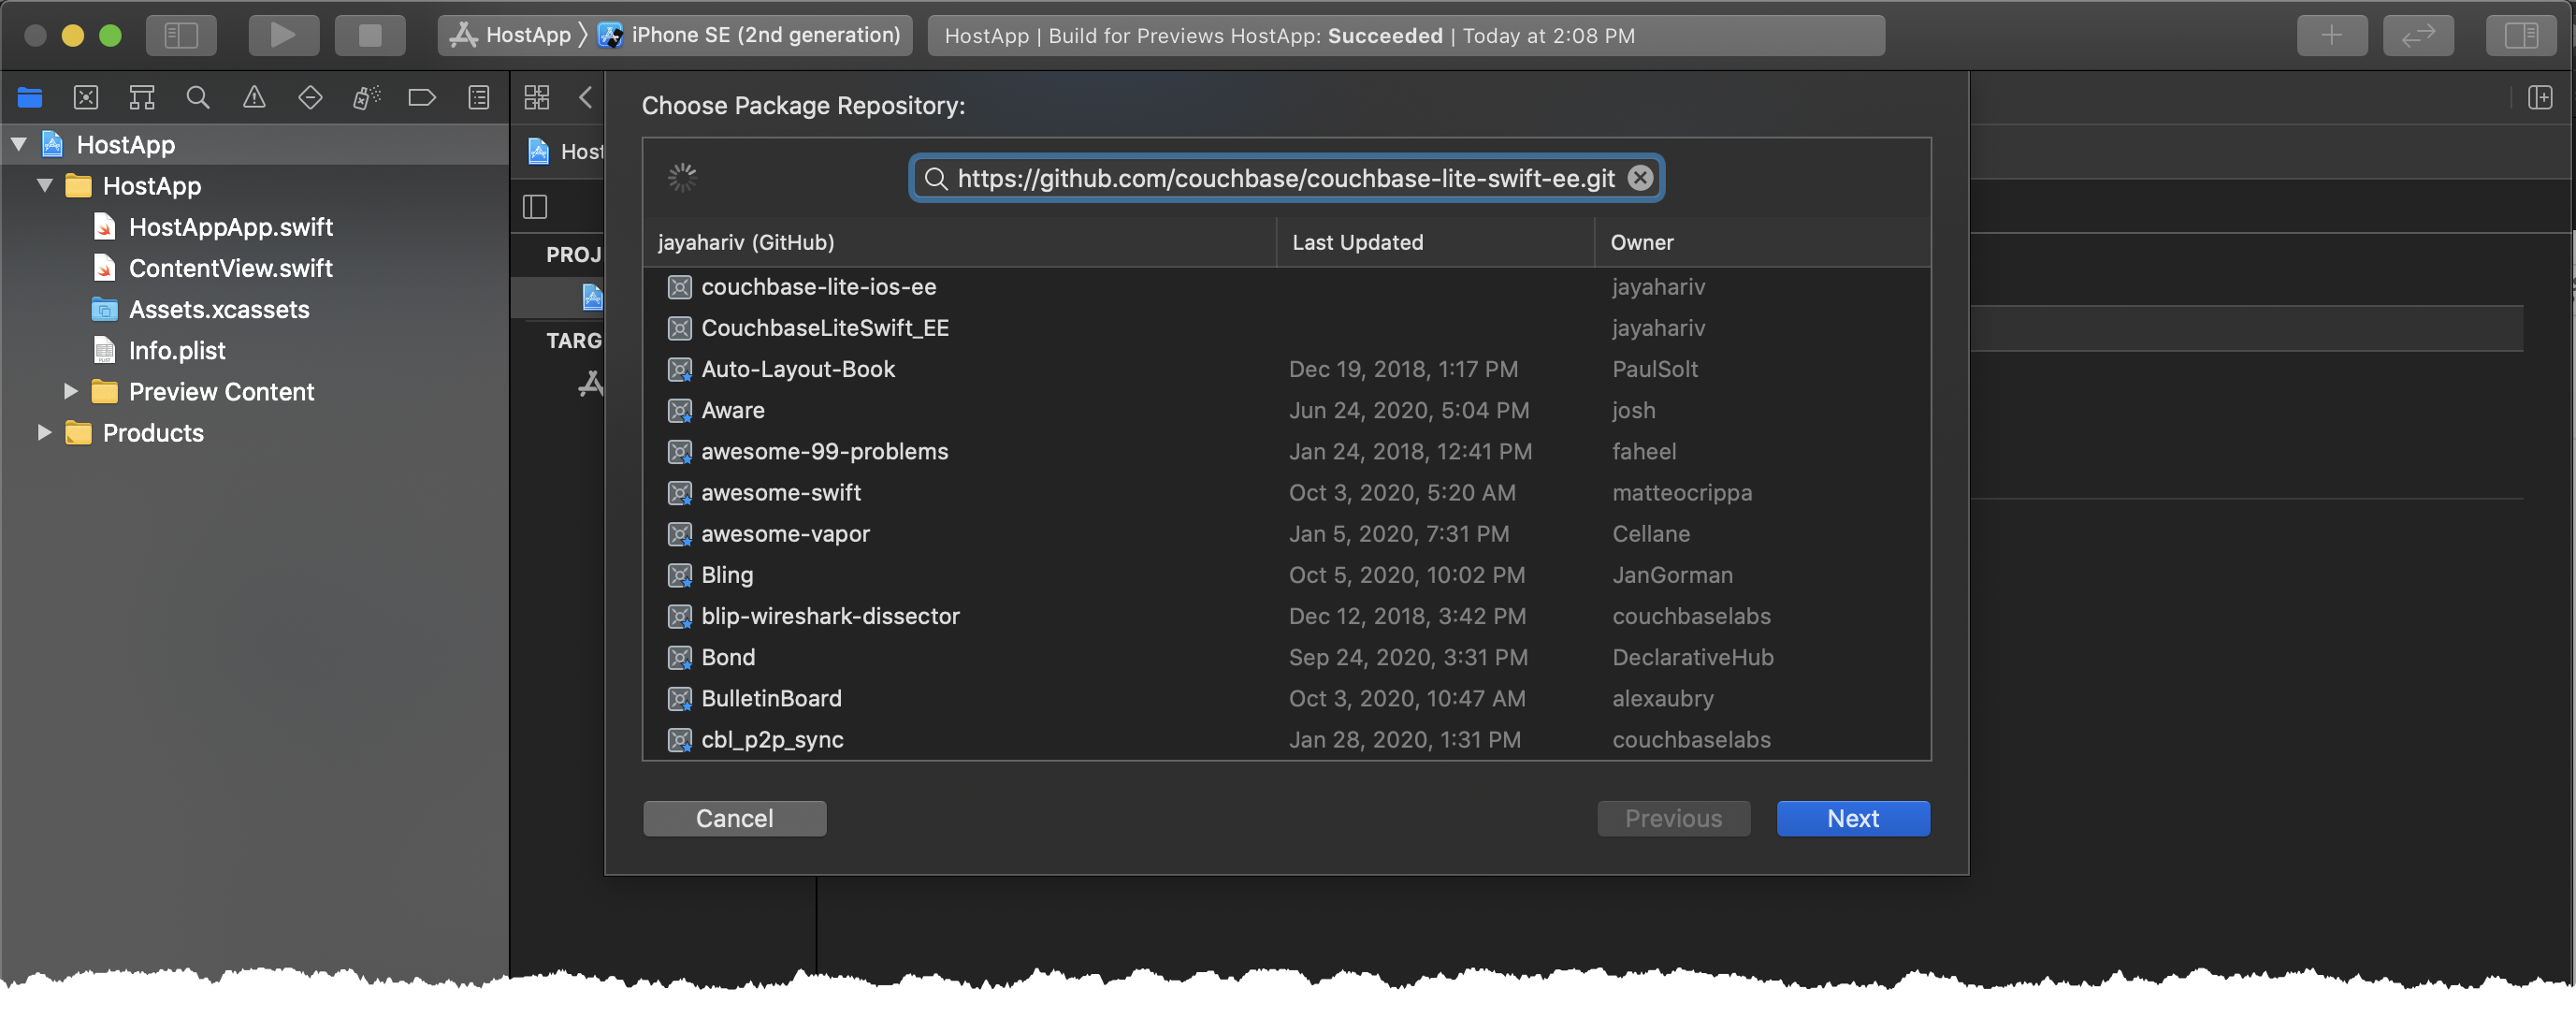 HostApp 〉 iPhone SE (2nd generation)
HostApp | Build for Previews HostApp: Succeeded | Today at 2:08 PM
HostApp
HostApp
HostAppApp.swift
ContentView.swift
Assets.xcassets
Info.plist
Preview Content
Products
Host
PROJ
TARG
Choose Package Repository:
https://github.com/couchbase/couchbase-lite-swift-ee.git
jayahariv (GitHub) Last Updated Owner
couchbase-lite-ios-ee jayahariv
CouchbaseLiteSwift_EE jayahariv
Auto-Layout-Book Dec 19, 2018, 1:17 PM PaulSolt
Aware Jun 24, 2020, 5:04 PM josh
awesome-99-problems Jan 24, 2018, 12:41 PM faheel
awesome-swift Oct 3, 2020, 5:20 AM matteocrippa
awesome-vapor Jan 5, 2020, 7:31 PM Cellane
Bling Oct 5, 2020, 10:02 PM JanGorman
blip-wireshark-dissector Dec 12, 2018, 3:42 PM couchbaselabs
Bond Sep 24, 2020, 3:31 PM DeclarativeHub
BulletinBoard Oct 3, 2020, 10:47 AM alexaubry
cbl_p2p_sync Jan 28, 2020, 1:31 PM couchbaselabs
Cancel Previous Next